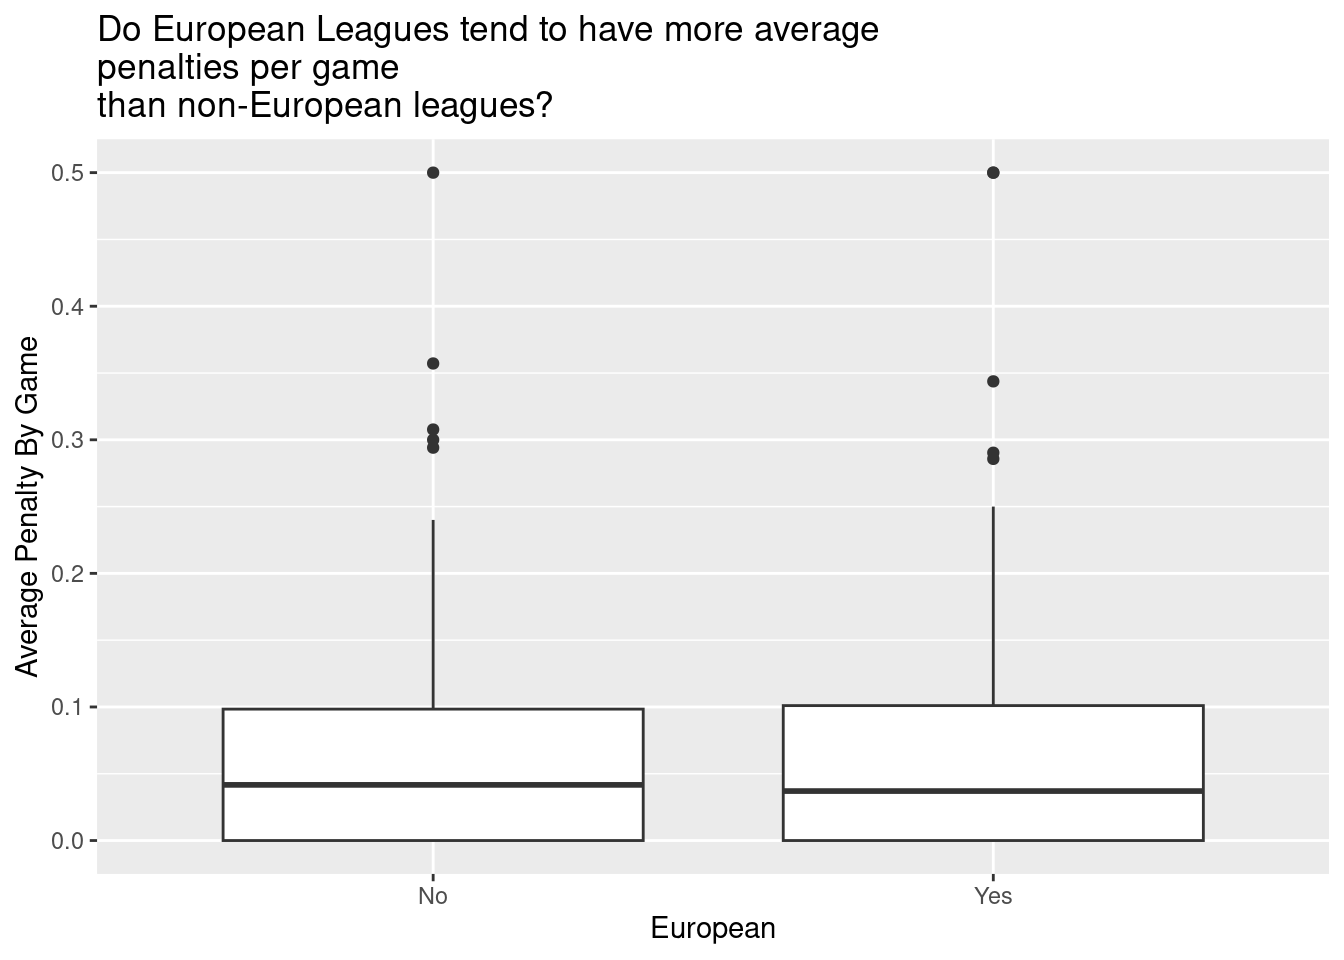 Do European Leagues tend to have more average
penalties per game
than non-European leagues?
Average Penalty By Game
0.5
0.4
0.3
0.2
0.1
0.0
No
Yes
European